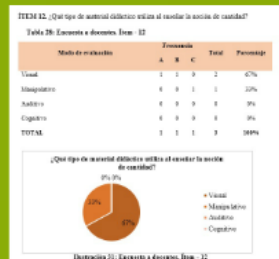 ÍTEM 12. ¿Qué tipo de material didáctico utiliza al enseñar la noción de cantidad?
Tabla 28: Encuesta a docentes. Ítem - 12
Modo de evaluación Frecuencia Total Porcentaje
A B C
Visual 1 1 0 2 67%
Manipulativo 0 0 1 1 33%
Auditivo 0 0 0 0 0%
Cognitivo 0 0 0 0 0%
TOTAL 1 1 1 3 100%
¿Qué tipo de material didáctico utiliza al enseñar la noción
de cantidad?
0% 0%
33%
67%
Visual
Manipulativo
Auditivo
Cognitivo
Ilustración 31: Encuesta a docentes. Ítem - 12